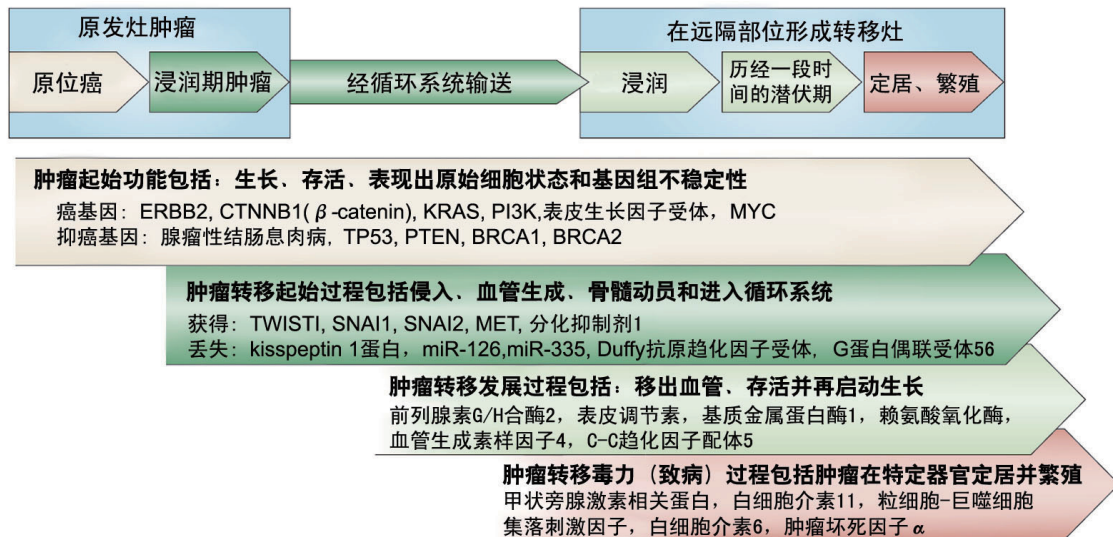 原发灶肿瘤
在远隔部位形成转移灶
原位癌
浸润期肿瘤
经循环系统输送
浸润
历经一段时
间的潜伏期
定居、繁殖
肿瘤起始功能包括：生长、存活、表现出原始细胞状态和基因组不稳定性
癌基因：ERBB2, CTNNB1(β-catenin), KRAS, PI3K,表皮生长因子受体，MYC
抑癌基因：腺瘤性结肠息肉病，TP53, PTEN, BRCA1, BRCA2
肿瘤转移起始过程包括侵入、血管生成、骨髓动员和进入循环系统
获得：TWISTI, SNAI1, SNAI2, MET, 分化抑制剂1
丢失：kisspeptin 1蛋白，miR-126,miR-335, Duffy抗原趋化因子受体，G蛋白偶联受体56
肿瘤转移发展过程包括：移出血管、存活并再启动生长
前列腺素G/H合酶2，表皮调节素，基质金属蛋白酶1，赖氨酸氧化酶，
血管生成素样因子4，C-C趋化因子配体5
肿瘤转移毒力（致病）过程包括肿瘤在特定器官定居并繁殖
甲状旁腺激素相关蛋白，白细胞介素11，粒细胞-巨噬细胞
集落刺激因子，白细胞介素6，肿瘤坏死因子α